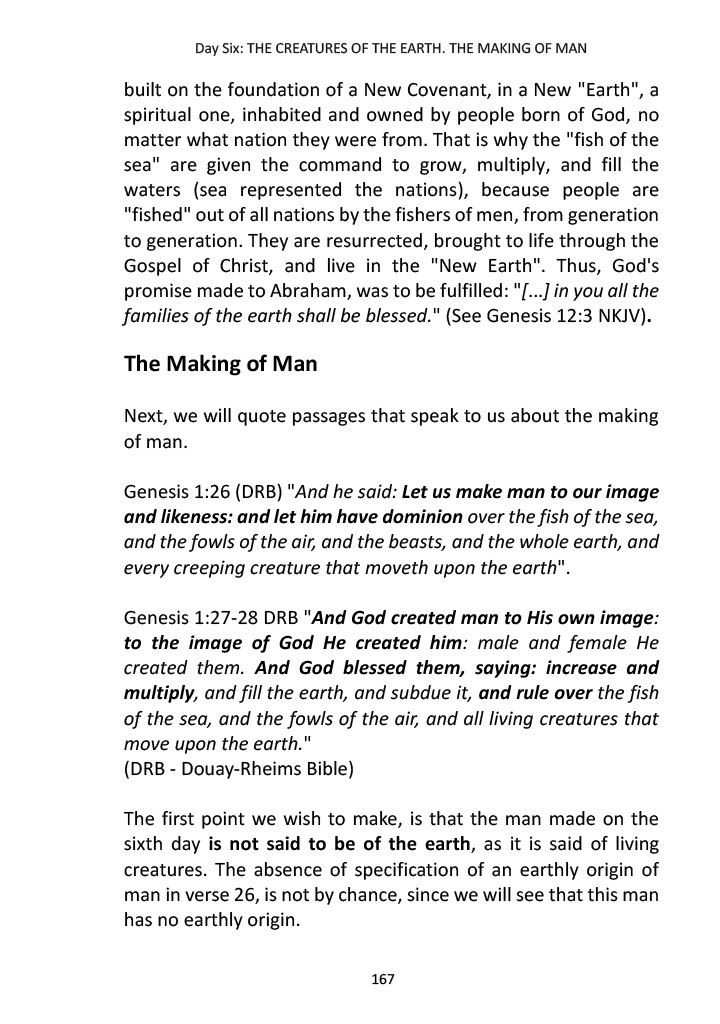 Day Six: THE CREATURES OF THE EARTH. THE MAKING OF MAN
built on the foundation of a New Covenant, in a New "Earth", a
spiritual one, inhabited and owned by people born of God, no
matter what nation they were from. That is why the "fish of the
sea" are given the command to grow, multiply, and fill the
waters (sea represented the nations), because people are
"fished" out of all nations by the fishers of men, from generation
to generation. They are resurrected, brought to life through the
Gospel of Christ, and live in the "New Earth". Thus, God's
promise made to Abraham, was to be fulfilled: "[...] in you all the
families of the earth shall be blessed." (See Genesis 12:3 NKJV).
The Making of Man
Next, we will quote passages that speak to us about the making
of man.
Genesis 1:26 (DRB) "And he said: Let us make man to our image
and likeness: and let him have dominion over the fish of the sea,
and the fowls of the air, and the beasts, and the whole earth, and
every creeping creature that moveth upon the earth".
Genesis 1:27-28 DRB "And God created man to His own image:
to the image of God He created him: male and female He
created them. And God blessed them, saying: increase and
multiply, and fill the earth, and subdue it, and rule over the fish
of the sea, and the fowls of the air, and all living creatures that
move upon the earth."
(DRB - Douay-Rheims Bible)
The first point we wish to make, is that the man made on the
sixth day is not said to be of the earth, as it is said of living
creatures. The absence of specification of an earthly origin of
man in verse 26, is not by chance, since we will see that this man
has no earthly origin.
167